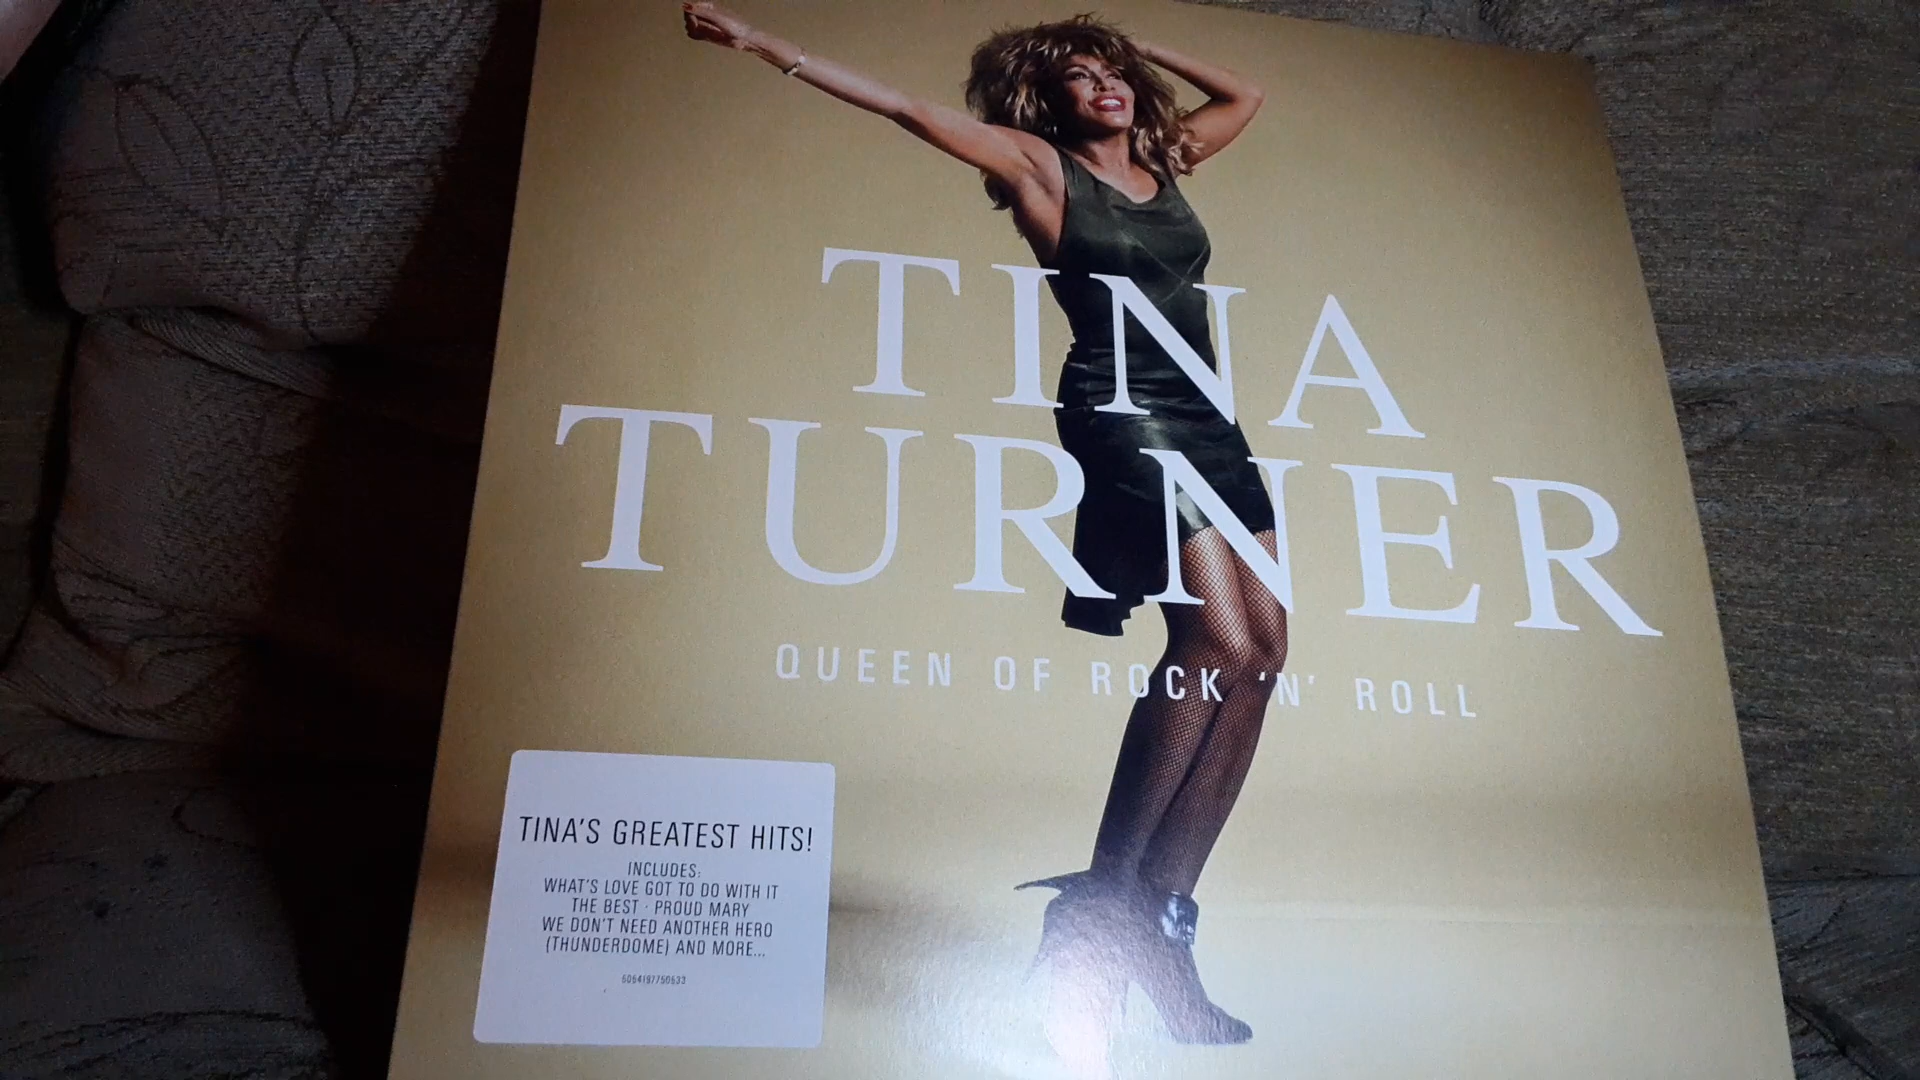 TINA
TURNER
QUEEN OF ROCK 'N' ROLL
TINA'S GREATEST HITS!
INCLUDES:
WHAT'S LOVE GOT TO DO WITH IT
THE BEST · PROUD MARY
WE DON'T NEED ANOTHER HERO
(THUNDERDOME) AND MORE...
5054197750533